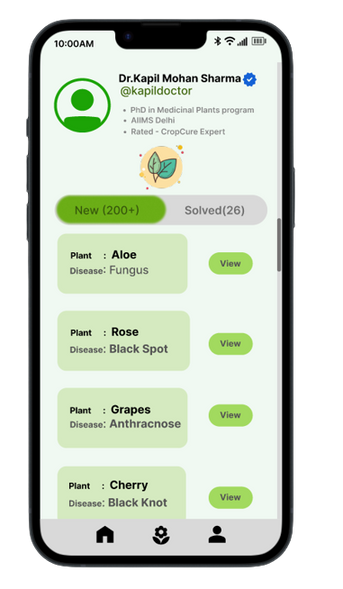 10:00AM
Dr.Kapil Mohan Sharma
@kapildoctor
• PhD in Medicinal Plants program
• AIIMS Delhi
• Rated - CropCure Expert
New (200+) Solved(26)
Plant : Aloe
Disease: Fungus
View
Plant : Rose
Disease: Black Spot
View
Plant : Grapes
Disease: Anthracnose
View
Plant : Cherry
Disease: Black Knot
View